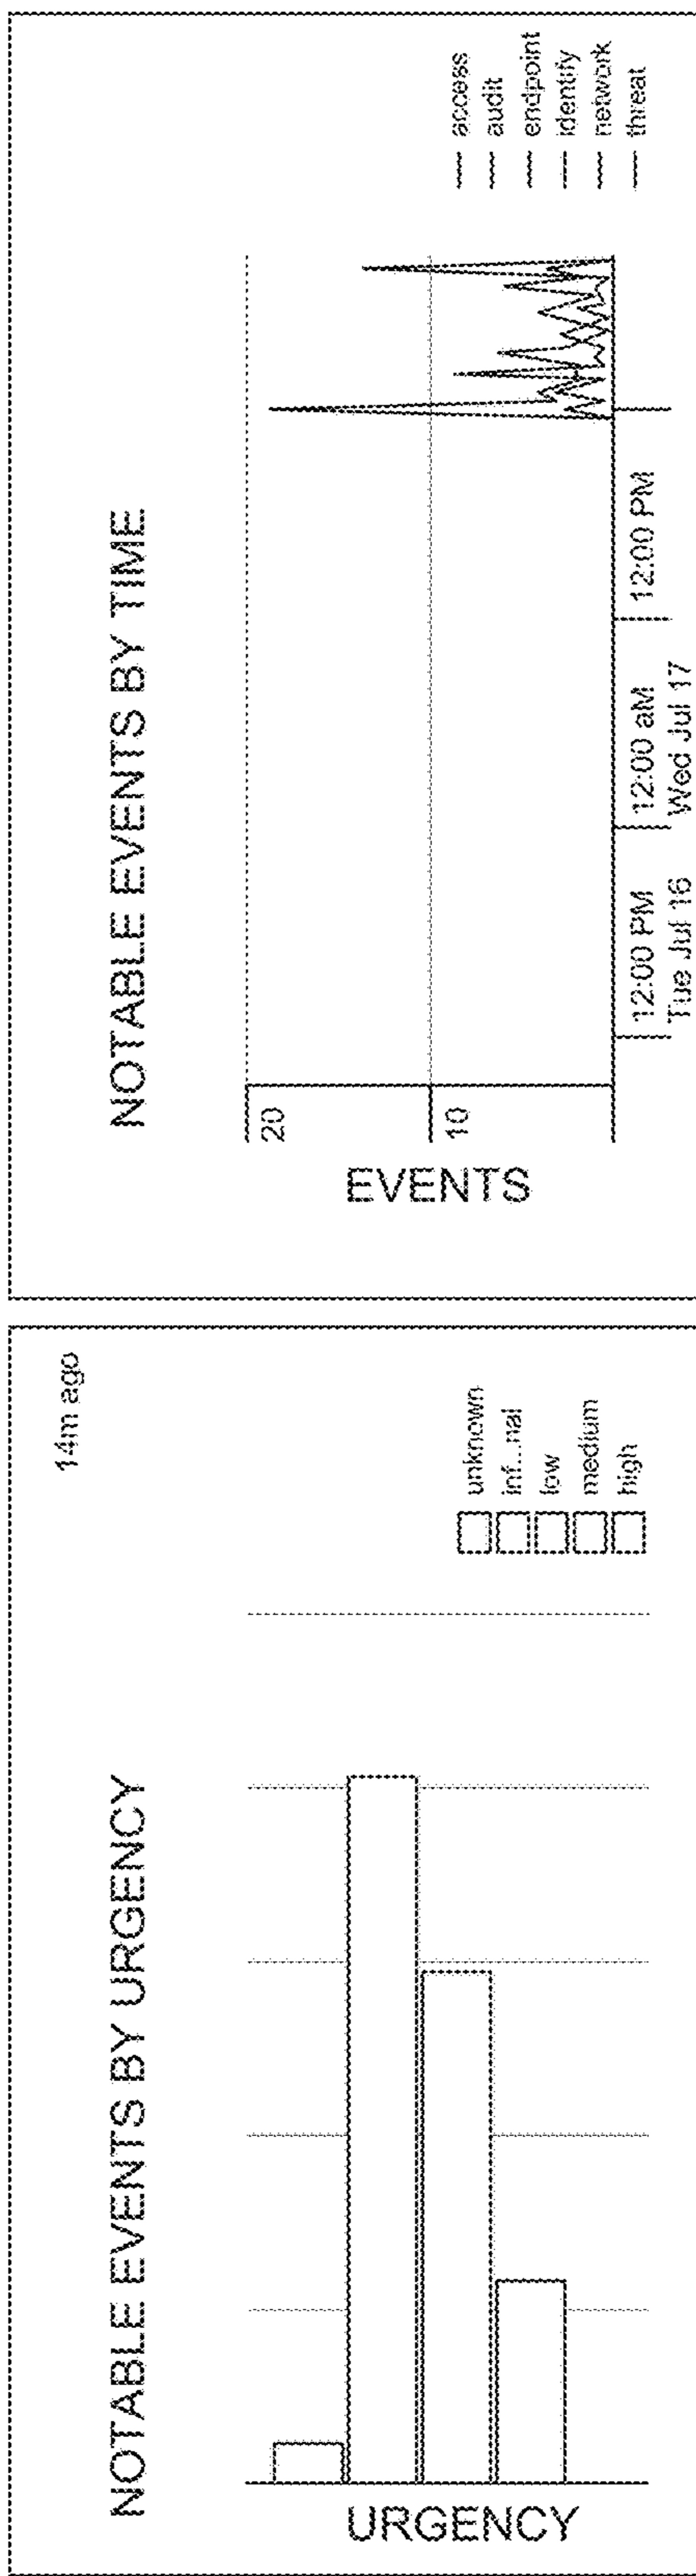 NOTABLE EVENTS BY URGENCY
14m ago
URGENCY
unknown
inf...nal
low
medium
high
NOTABLE EVENTS BY TIME
EVENTS
20
10
12:00 PM
Tue Jul 16
12:00 aM
Wed Jul 17
12:00 PM
access
audit
endpoint
identify
network
threat